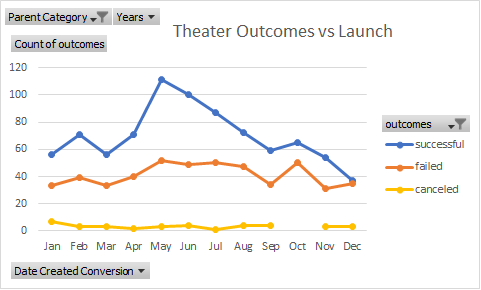 Parent Category Years
Theater Outcomes vs Launch
Count of outcomes
120
100
80
60
40
20
0
Jan Feb Mar Apr May Jun Jul Aug Sep Oct Nov Dec
outcomes
successful
failed
canceled
Date Created Conversion